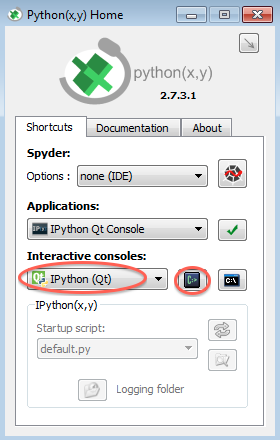 Python(x,y) Home
python(x,y)
2.7.3.1
Shortcuts Documentation About
Spyder:
Options : none (IDE)
Applications:
IPython Qt Console
Interactive consoles:
IPython (Qt)
IPython(x,y)
Startup script:
default.py
Logging folder